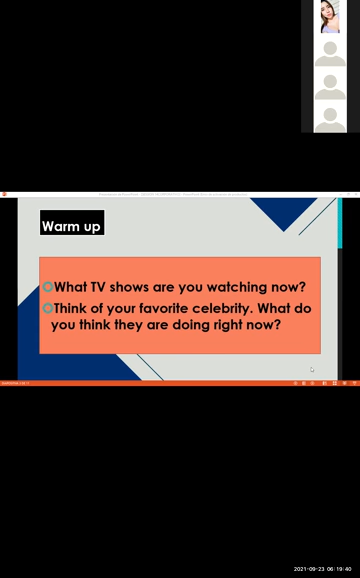 Warm up
What TV shows are you watching now?
Think of your favorite celebrity. What do
you think they are doing right now?
2021-09-23 06:19:40